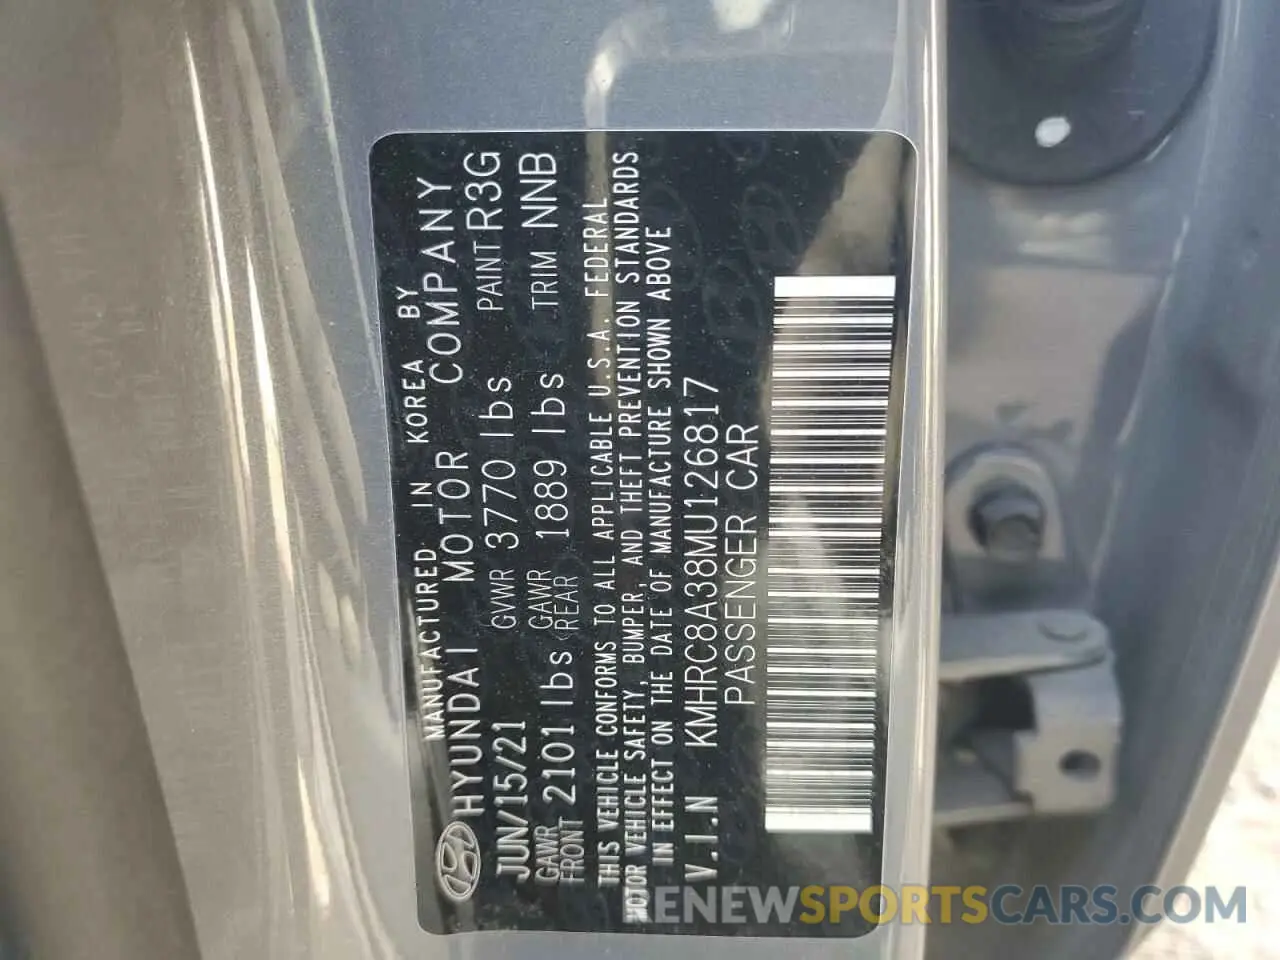 MANUFACTURED IN KOREA BY
HYUNDAI MOTOR COMPANY
JUN/15/21 GVWR 3770 lbs PAINT R3G
GAWR FRONT 2101 lbs GAWR REAR 1889 lbs TRIM NNB
THIS VEHICLE CONFORMS TO ALL APPLICABLE U.S.A. FEDERAL
MOTOR VEHICLE SAFETY, BUMPER, AND THEFT PREVENTION STANDARDS
IN EFFECT ON THE DATE OF MANUFACTURE SHOWN ABOVE
V.I.N KMHRC8A38MU126817
PASSENGER CAR
RENEWSPORTSCARS.COM